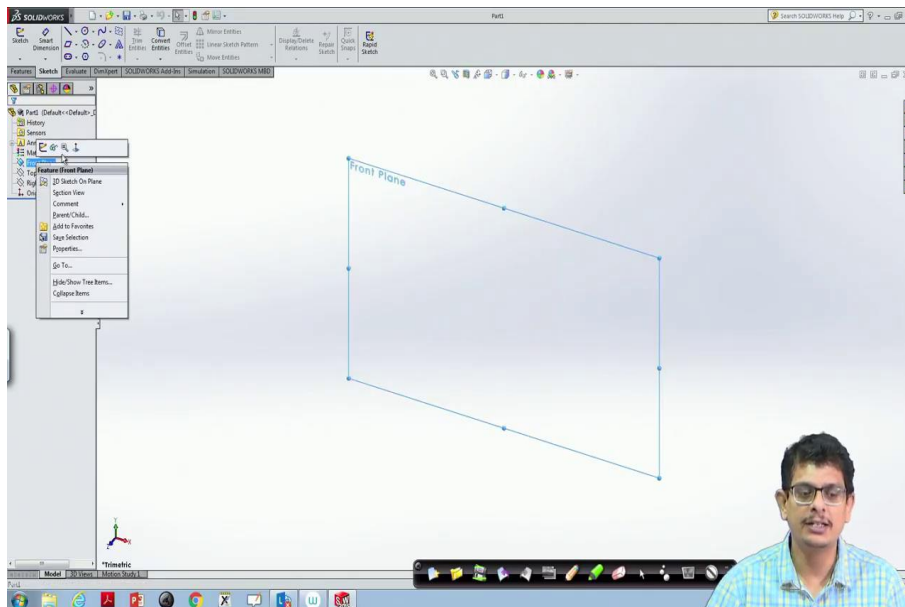 SOLIDWORKS
Part1
Search SOLIDWORKS Help
Sketch
Smart Dimension
Trim Entities
Convert Entities
Offset Entities
Mirror Entities
Linear Sketch Pattern
Move Entities
Display/Delete Relations
Repair Sketch
Quick Snaps
Rapid Sketch
Features Sketch Evaluate DimXpert SOLIDWORKS Add-Ins Simulation SOLIDWORKS MBD
Part1 (Default<<Default>_D
History
Sensors
Feature (Front Plane)
3D Sketch On Plane
Section View
Comment
Parent/Child...
Add to Favorites
Save Selection
Properties...
Go To...
Hide/Show Tree Items...
Collapse Items
Front Plane
Y
X
*Trimetric
Model 3D Views Motion Study 1
Part1